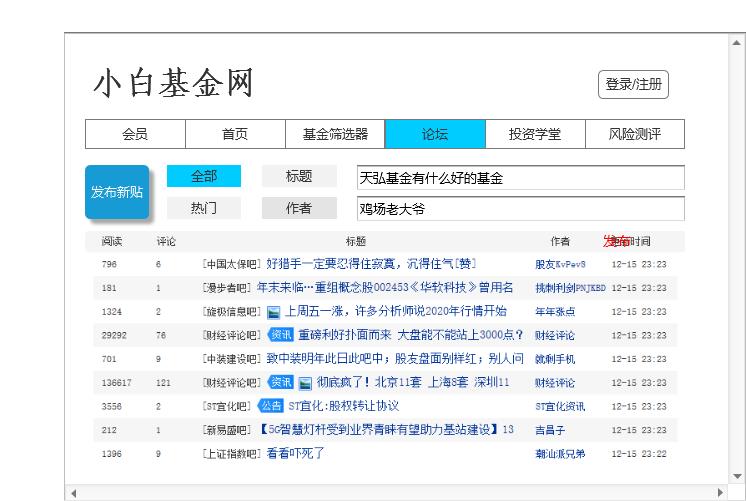 小白基金网
登录/注册
会员 首页 基金筛选器 论坛 投资学堂 风险测评
发布新贴 全部 标题 天弘基金有什么好的基金
热门 作者 鸡场老大爷
阅读 评论 标题 作者 发布时间
796 6 [中国太保吧] 好猎手一定要忍得住寂寞，沉得住气[赞] 股友KvPevS 12-15 23:23
181 1 [漫步者吧] 年末来临…重组概念股002453《华软科技》曾用名 挑刺利剑PNJKBD 12-15 23:23
1324 2 [旋极信息吧] 上周五一涨，许多分析师说2020年行情开始 年年涨点 12-15 23:23
29292 76 [财经评论吧] 资讯 重磅利好扑面而来 大盘能不能站上3000点？ 财经评论 12-15 23:23
701 9 [中装建设吧] 致中装明年此日此吧中；股友盘面别样红；别人问 就剩手机 12-15 23:23
136617 121 [财经评论吧] 资讯 彻底疯了！北京11套 上海8套 深圳11 财经评论 12-15 23:23
3556 2 [ST宜化吧] 公告 ST宜化:股权转让协议 ST宜化资讯 12-15 23:23
212 1 [新易盛吧] 【5G智慧灯杆受到业界青睐有望助力基站建设】13 吉昌子 12-15 23:23
1396 9 [上证指数吧] 看看吓死了 潮汕派兄弟 12-15 23:22